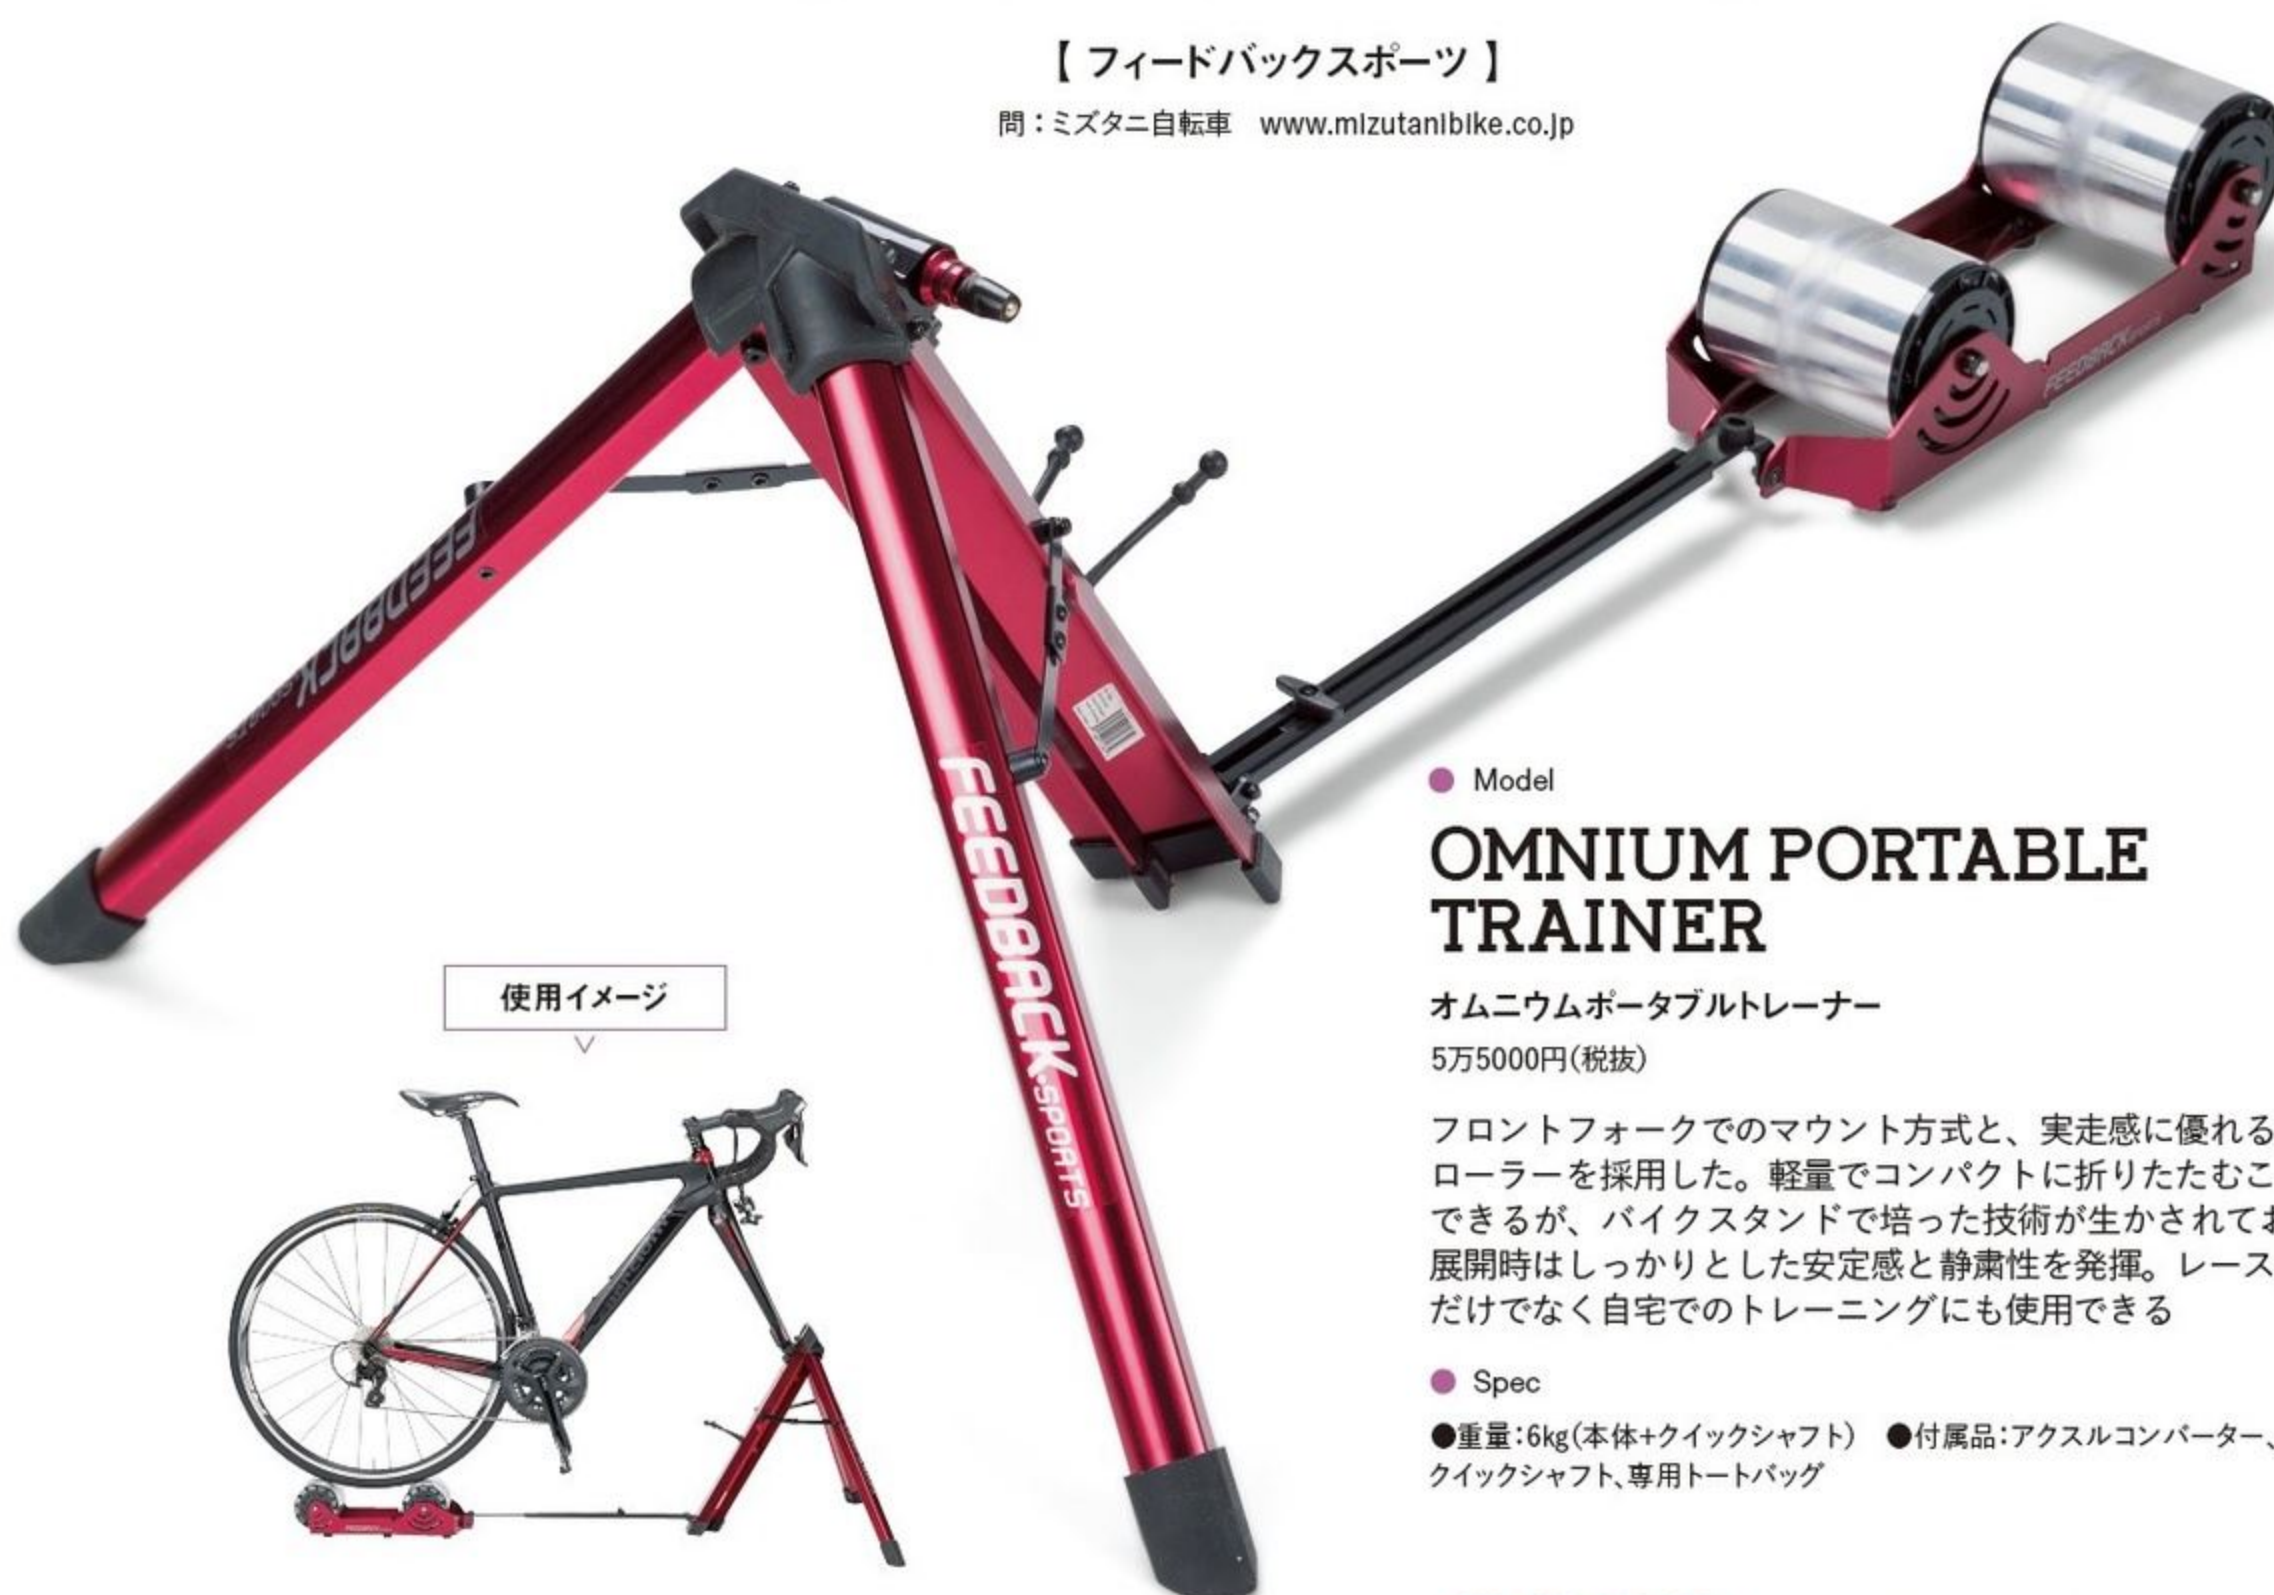 【 フィードバックスポーツ 】
問：ミズタニ自転車　www.mizutanibike.co.jp
FEEDBACK SPORTS
FEEDBACK SPORTS
FEEDBACK SPORTS
● Model
OMNIUM PORTABLE
TRAINER
オムニウムポータブルトレーナー
5万5000円（税抜）
フロントフォークでのマウント方式と、実走感に優れる
ローラーを採用した。軽量でコンパクトに折りたたむこ
できるが、バイクスタンドで培った技術が生かされてお
展開時はしっかりとした安定感と静粛性を発揮。レース
だけでなく自宅でのトレーニングにも使用できる
● Spec
●重量：6kg（本体+クイックシャフト）　●付属品：アクスルコンバーター、
クイックシャフト、専用トートバッグ
使用イメージ